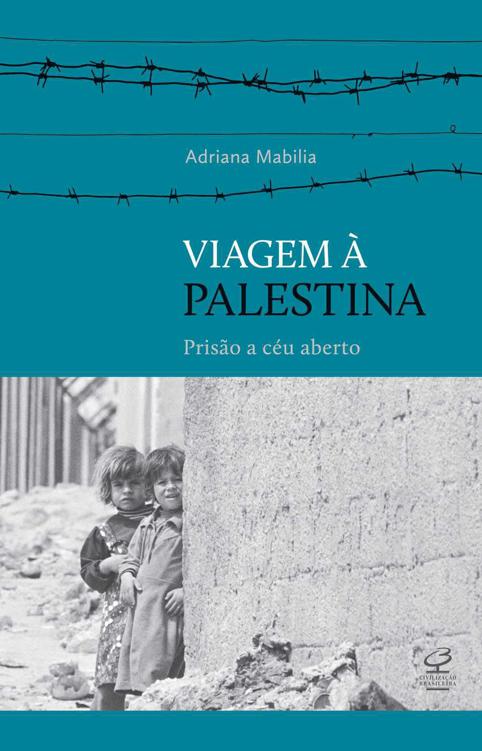 Adriana Mabilia
VIAGEM À
PALESTINA
Prisão a céu aberto
CIVILIZAÇÃO
BRASILEIRA